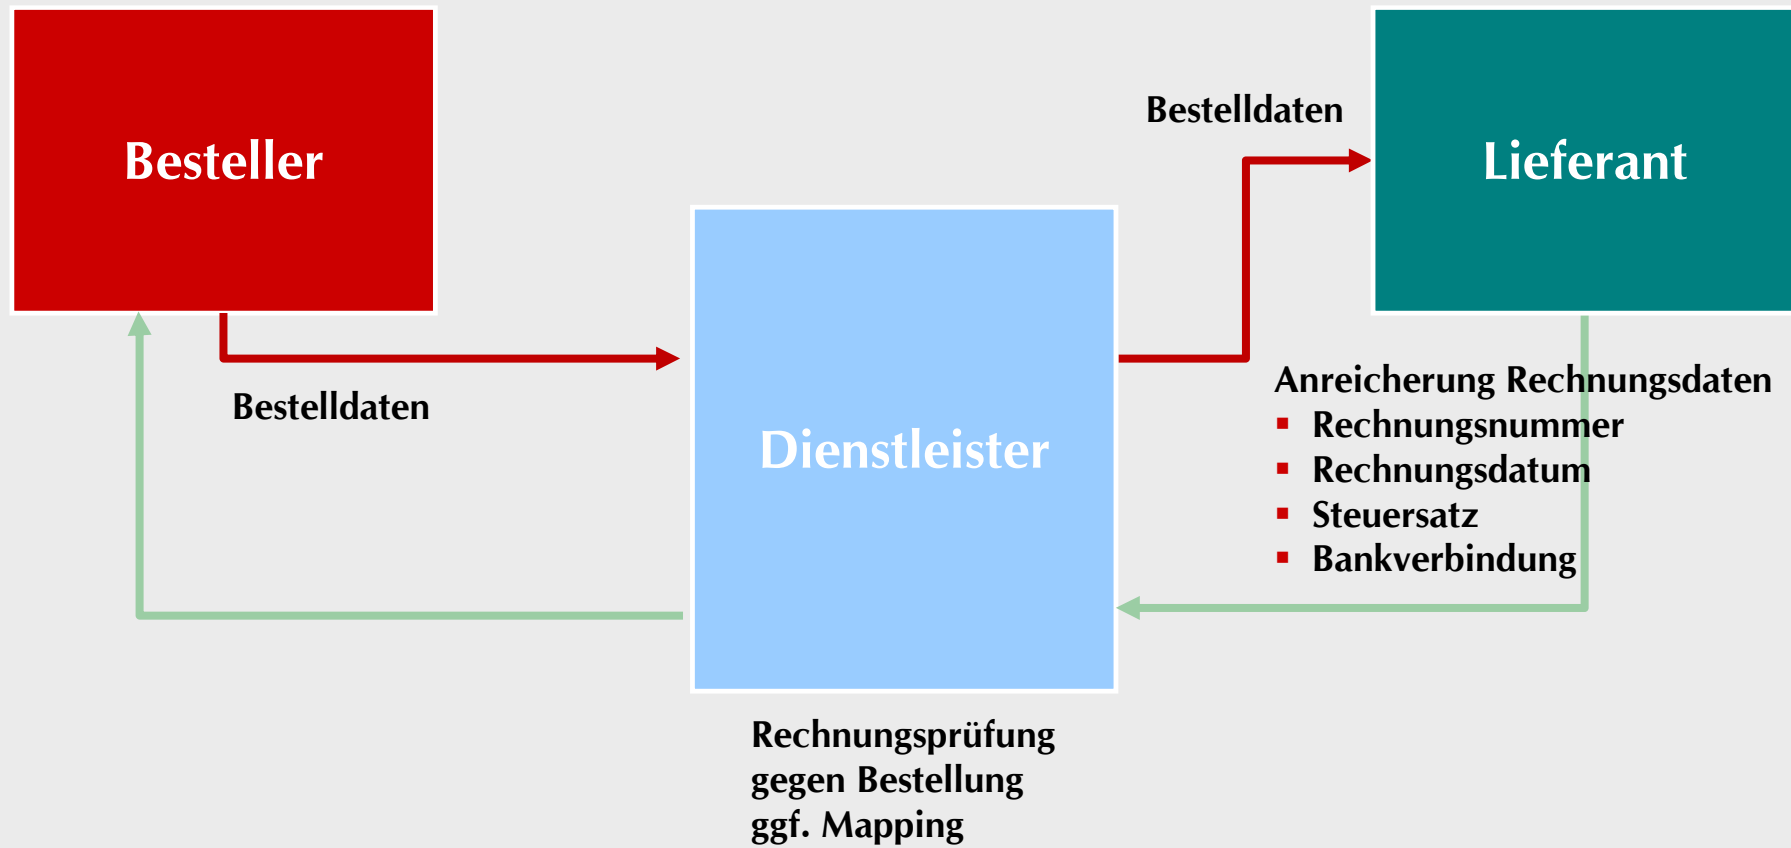 Besteller
Bestelldaten
Lieferant
Bestelldaten
Dienstleister
Anreicherung Rechnungsdaten
Rechnungsnummer
Rechnungsdatum
Steuersatz
Bankverbindung
Rechnungsprüfung
gegen Bestellung
ggf. Mapping